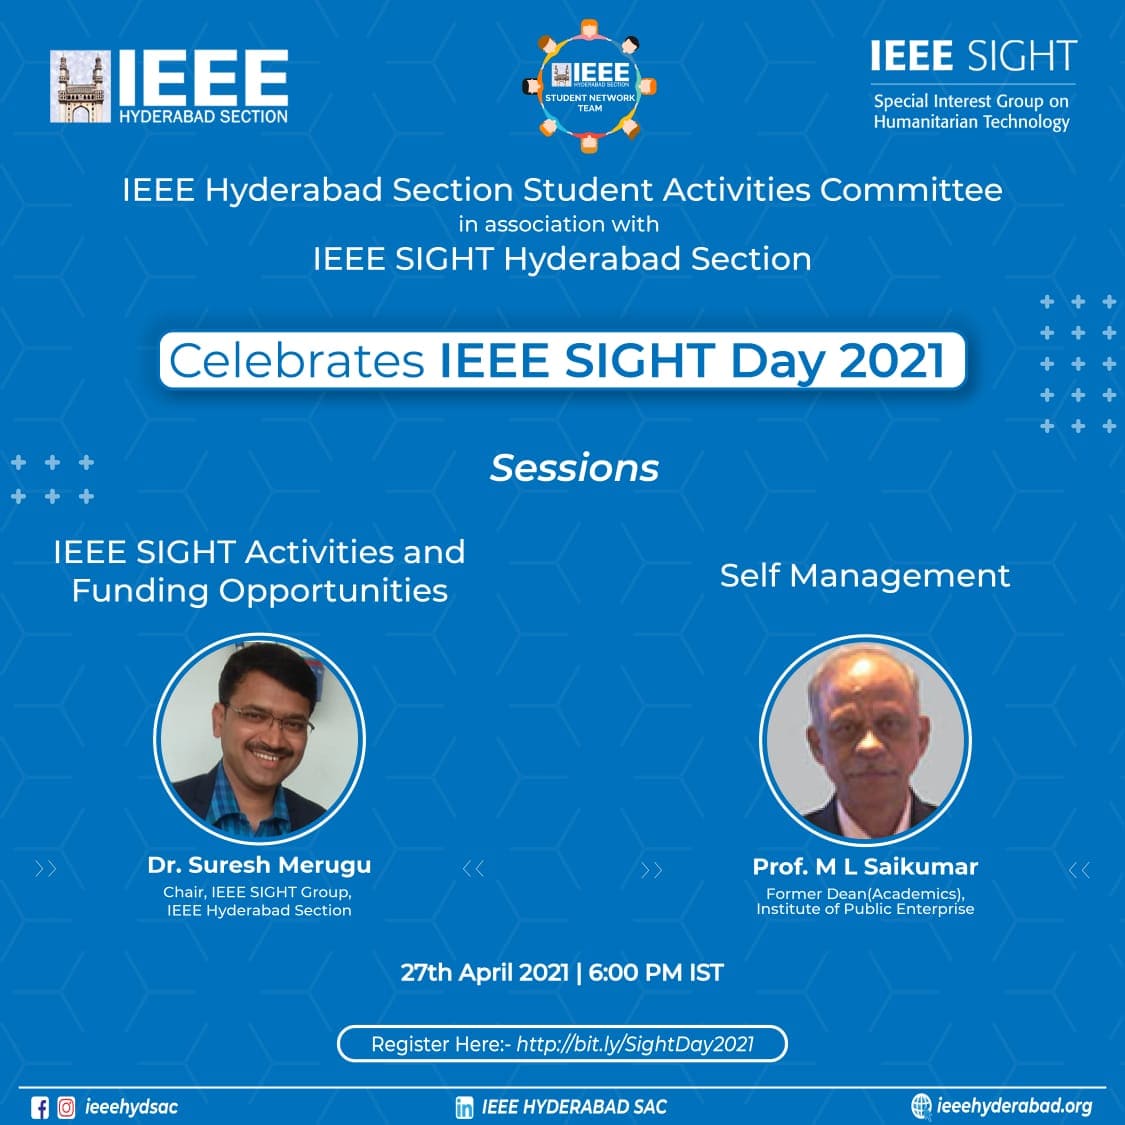 IEEE
HYDERABAD SECTION
IEEE
HYDERABAD SECTION
STUDENT NETWORK
TEAM
IEEE SIGHT
Special Interest Group on
Humanitarian Technology
IEEE Hyderabad Section Student Activities Committee
in association with
IEEE SIGHT Hyderabad Section
Celebrates IEEE SIGHT Day 2021
Sessions
IEEE SIGHT Activities and
Funding Opportunities
Dr. Suresh Merugu
Chair, IEEE SIGHT Group,
IEEE Hyderabad Section
Self Management
Prof. M L Saikumar
Former Dean(Academics),
Institute of Public Enterprise
27th April 2021 | 6:00 PM IST
Register Here:- http://bit.ly/SightDay2021
ieeehydsac
IEEE HYDERABAD SAC
ieeehyderabad.org